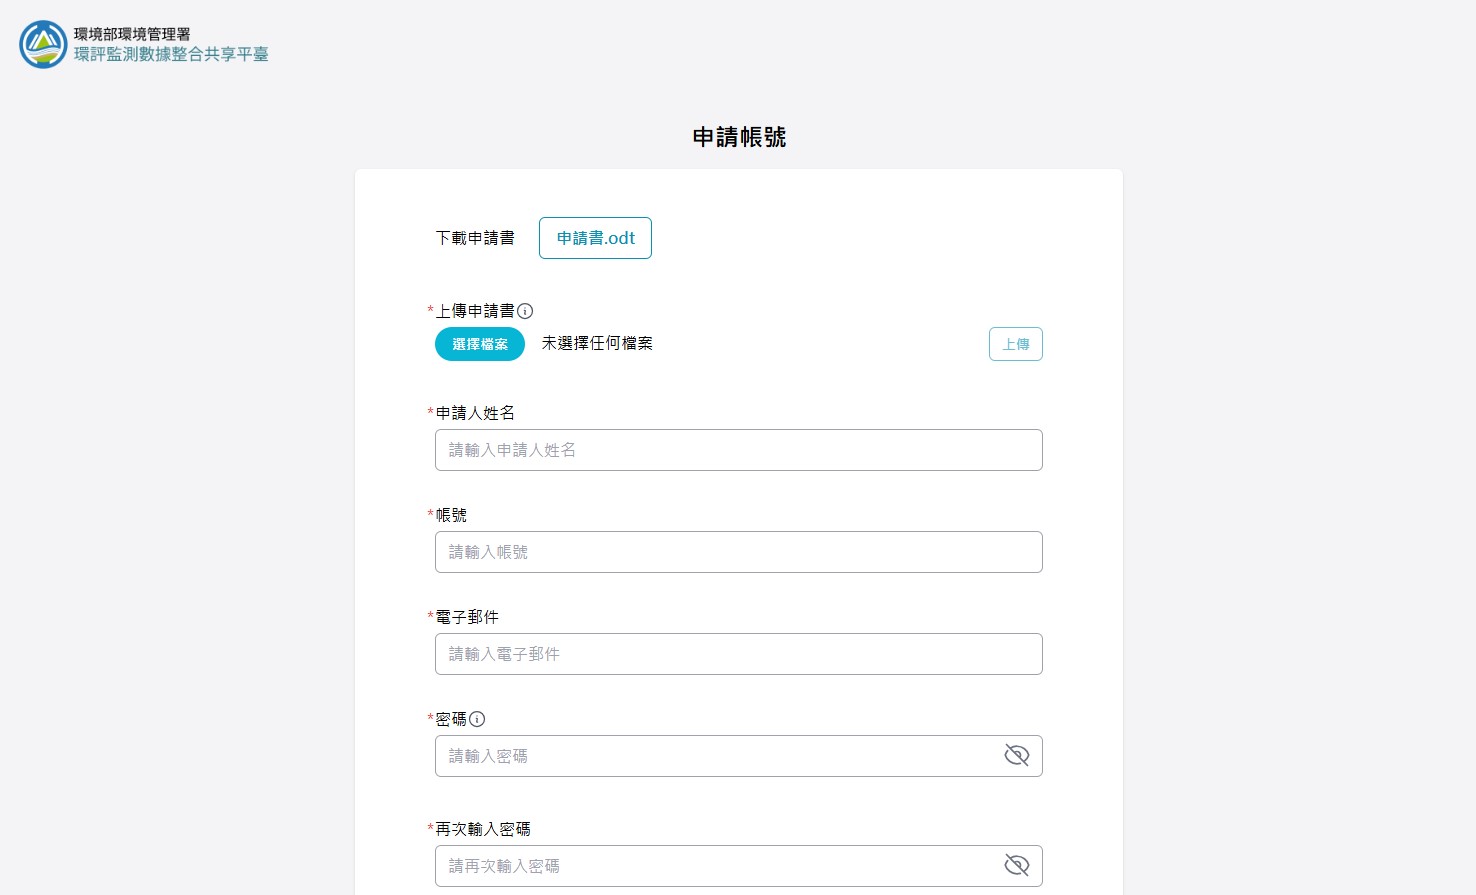 環境部環境管理署
環評監測數據整合共享平臺
申請帳號
下載申請書 申請書.odt
*上傳申請書
選擇檔案 未選擇任何檔案 上傳
*申請人姓名
請輸入申請人姓名
*帳號
請輸入帳號
*電子郵件
請輸入電子郵件
*密碼
請輸入密碼
*再次輸入密碼
請再次輸入密碼